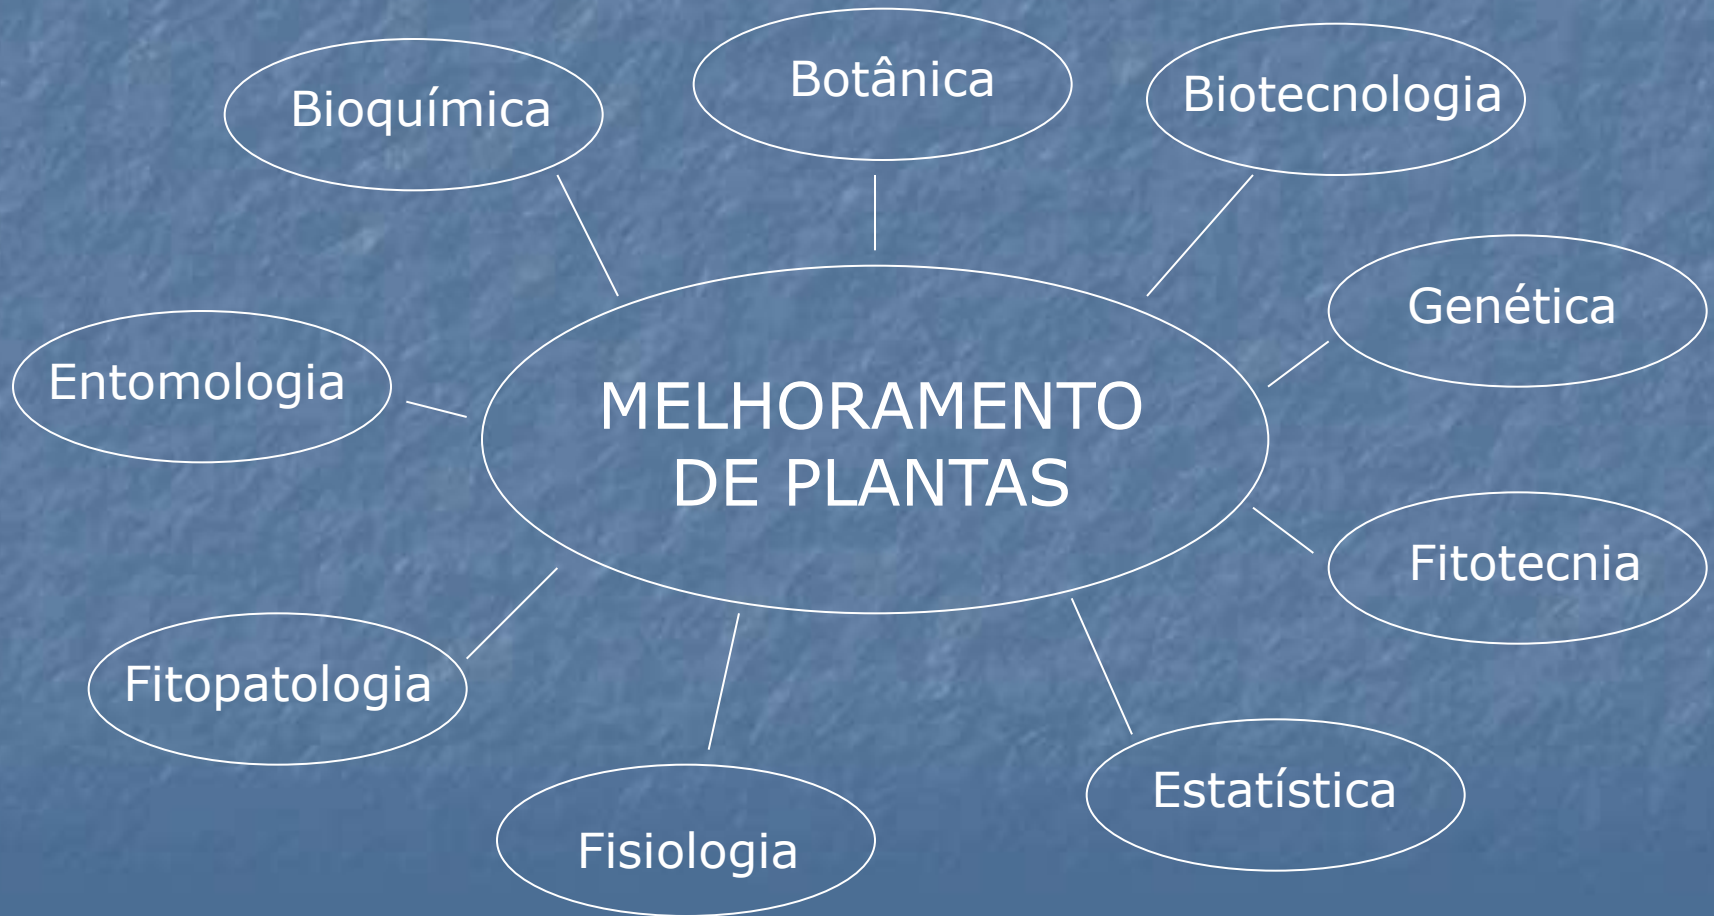 Botânica
Biotecnologia
Bioquímica
Genética
Entomologia
MELHORAMENTO
DE PLANTAS
Fitotecnia
Fitopatologia
Estatística
Fisiologia